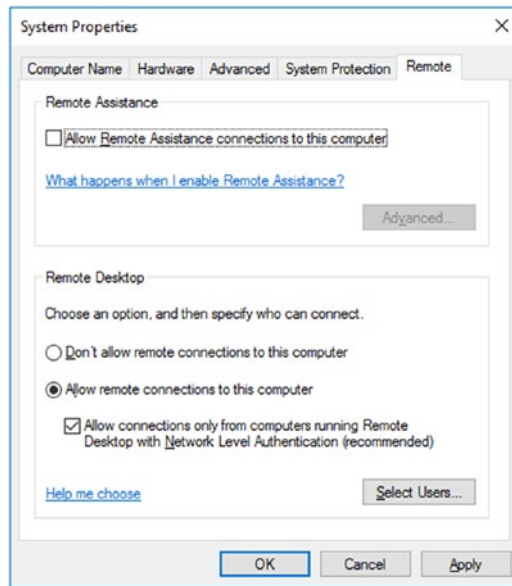 System Properties
Computer Name Hardware Advanced System Protection Remote
Remote Assistance
Allow Remote Assistance connections to this computer
What happens when I enable Remote Assistance?
Advanced...
Remote Desktop
Choose an option, and then specify who can connect.
Don't allow remote connections to this computer
Allow remote connections to this computer
Allow connections only from computers running Remote
Desktop with Network Level Authentication (recommended)
Help me choose
Select Users...
OK Cancel Apply